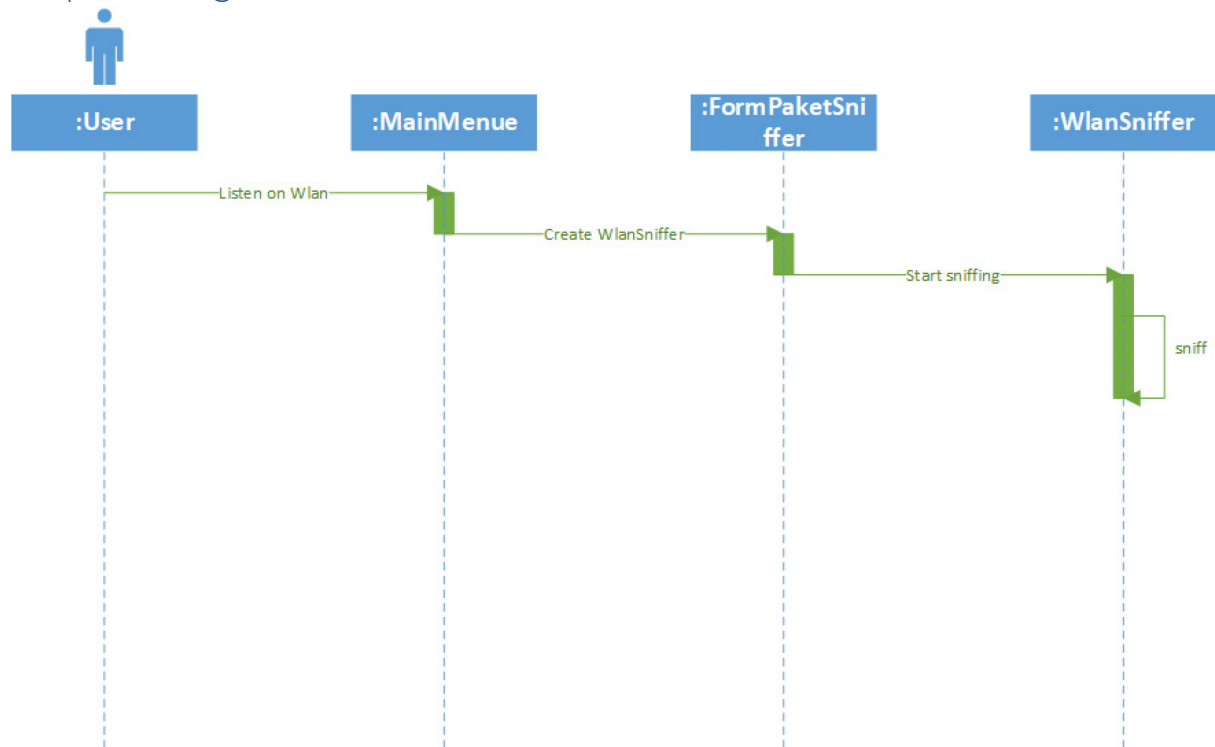 :User
:MainMenue
:FormPaketSni
ffer
:WlanSniffer
Listen on Wlan
Create WlanSniffer
Start sniffing
sniff